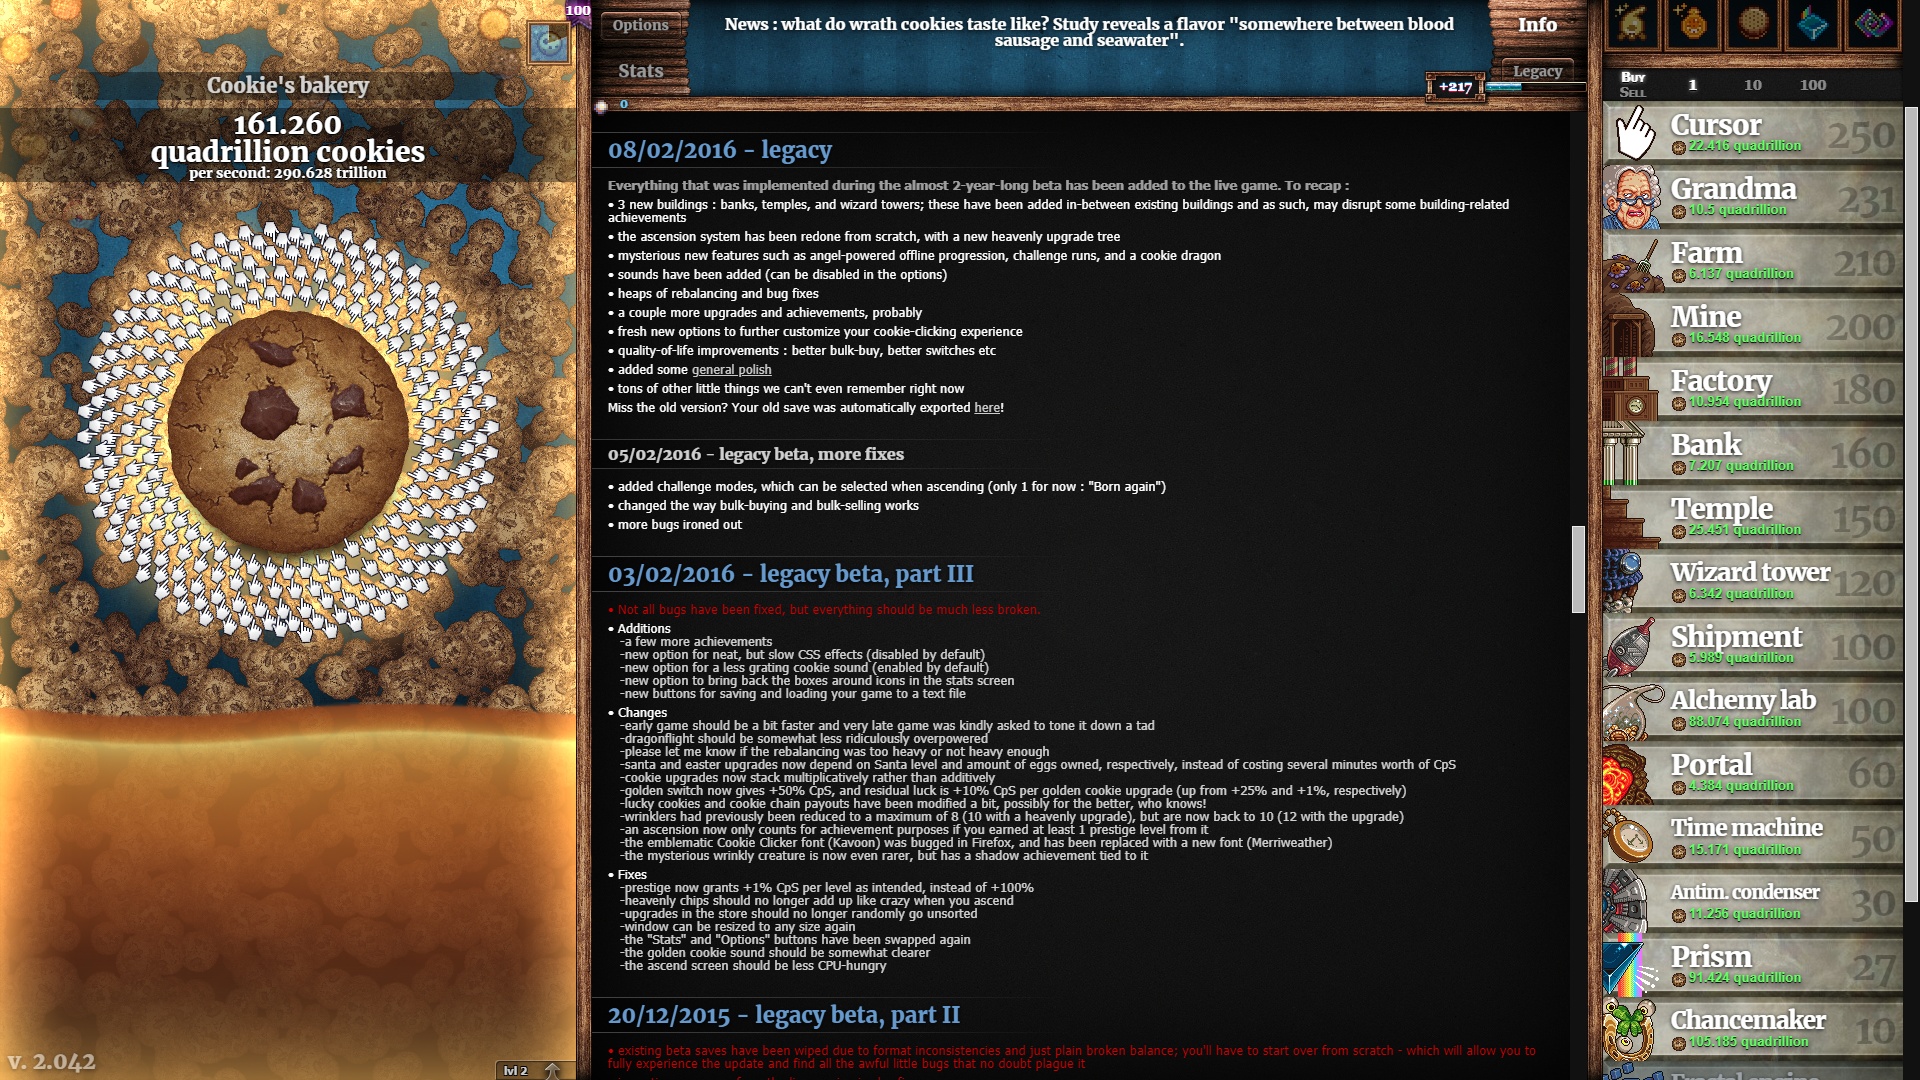 100
Cookie's bakery
161.260
quadrillion cookies
per second: 290.628 trillion
v. 2.042
lvl 2
Options
Stats
News : what do wrath cookies taste like? Study reveals a flavor "somewhere between blood
sausage and seawater".
Info
Legacy
+217
0
08/02/2016 - legacy
Everything that was implemented during the almost 2-year-long beta has been added to the live game. To recap :
• 3 new buildings : banks, temples, and wizard towers; these have been added in-between existing buildings and as such, may disrupt some building-related
achievements
• the ascension system has been redone from scratch, with a new heavenly upgrade tree
• mysterious new features such as angel-powered offline progression, challenge runs, and a cookie dragon
• sounds have been added (can be disabled in the options)
• heaps of rebalancing and bug fixes
• a couple more upgrades and achievements, probably
• fresh new options to further customize your cookie-clicking experience
• quality-of-life improvements : better bulk-buy, better switches etc
• added some general polish
• tons of other little things we can't even remember right now
Miss the old version? Your old save was automatically exported here!
05/02/2016 - legacy beta, more fixes
• added challenge modes, which can be selected when ascending (only 1 for now : "Born again")
• changed the way bulk-buying and bulk-selling works
• more bugs ironed out
03/02/2016 - legacy beta, part III
• Not all bugs have been fixed, but everything should be much less broken.
• Additions
-a few more achievements
-new option for neat, but slow CSS effects (disabled by default)
-new option for a less grating cookie sound (enabled by default)
-new option to bring back the boxes around icons in the stats screen
-new buttons for saving and loading your game to a text file
• Changes
-early game should be a bit faster and very late game was kindly asked to tone it down a tad
-dragonflight should be somewhat less ridiculously overpowered
-please let me know if the rebalancing was too heavy or not heavy enough
-santa and easter upgrades now depend on Santa level and amount of eggs owned, respectively, instead of costing several minutes worth of CpS
-cookie upgrades now stack multiplicatively rather than additively
-golden switch now gives +50% CpS, and residual luck is +10% CpS per golden cookie upgrade (up from +25% and +1%, respectively)
-lucky cookies and cookie chain payouts have been modified a bit, possibly for the better, who knows!
-wrinklers had previously been reduced to a maximum of 8 (10 with a heavenly upgrade), but are now back to 10 (12 with the upgrade)
-an ascension now only counts for achievement purposes if you earned at least 1 prestige level from it
-the emblematic Cookie Clicker font (Kavoon) was bugged in Firefox, and has been replaced with a new font (Merriweather)
-the mysterious wrinkly creature is now even rarer, but has a shadow achievement tied to it
• Fixes
-prestige now grants +1% CpS per level as intended, instead of +100%
-heavenly chips should no longer add up like crazy when you ascend
-upgrades in the store should no longer randomly go unsorted
-window can be resized to any size again
-the "Stats" and "Options" buttons have been swapped again
-the golden cookie sound should be somewhat clearer
-the ascend screen should be less CPU-hungry
20/12/2015 - legacy beta, part II
• existing beta saves have been wiped due to format inconsistencies and just plain broken balance; you'll have to start over from scratch - which will allow you to
fully experience the update and find all the awful little bugs that no doubt plague it
Buy
Sell
1 10 100
Cursor 250
22.416 quadrillion
Grandma 231
10.5 quadrillion
Farm 210
6.137 quadrillion
Mine 200
16.548 quadrillion
Factory 180
10.954 quadrillion
Bank 160
7.207 quadrillion
Temple 150
25.451 quadrillion
Wizard tower 120
6.342 quadrillion
Shipment 100
5.989 quadrillion
Alchemy lab 100
88.074 quadrillion
Portal 60
4.384 quadrillion
Time machine 50
15.171 quadrillion
Antim. condenser 30
11.256 quadrillion
Prism 27
91.424 quadrillion
Chancemaker 10
105.185 quadrillion
Fractal engine